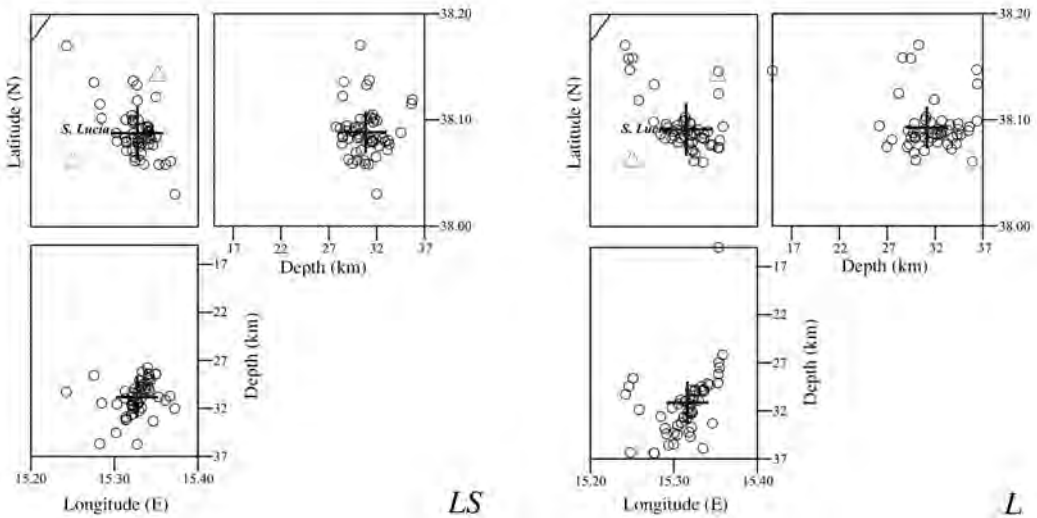 38.20
Latitude (N)
S. Lucia
38.10
38.00
17 22 27 32 37
Depth (km)
-17
-22
-27
-32
-37
Depth (km)
15.20 15.30 15.40
Longitude (E)
LS
38.20
Latitude (N)
38.10
38.00
17 22 27 32 37
Depth (km)
-17
-22
-27
-32
-37
Depth (km)
15.20 15.30 15.40
Longitude (E)
L